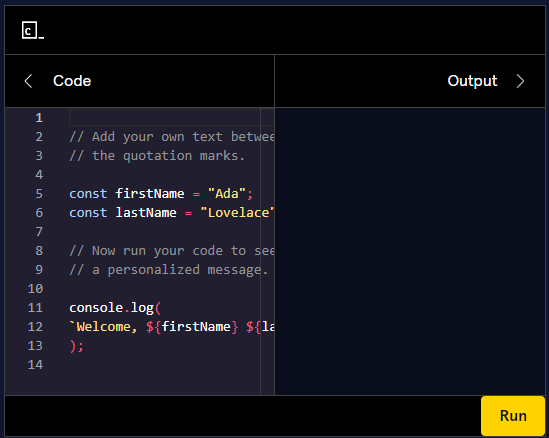 c_
Code
Output
1
2 // Add your own text betwee
3 // the quotation marks.
4
5 const firstName = "Ada";
6 const lastName = "Lovelace"
7
8 // Now run your code to see
9 // a personalized message.
10
11 console.log(
12 `Welcome, ${firstName} ${la
13 );
14
Run